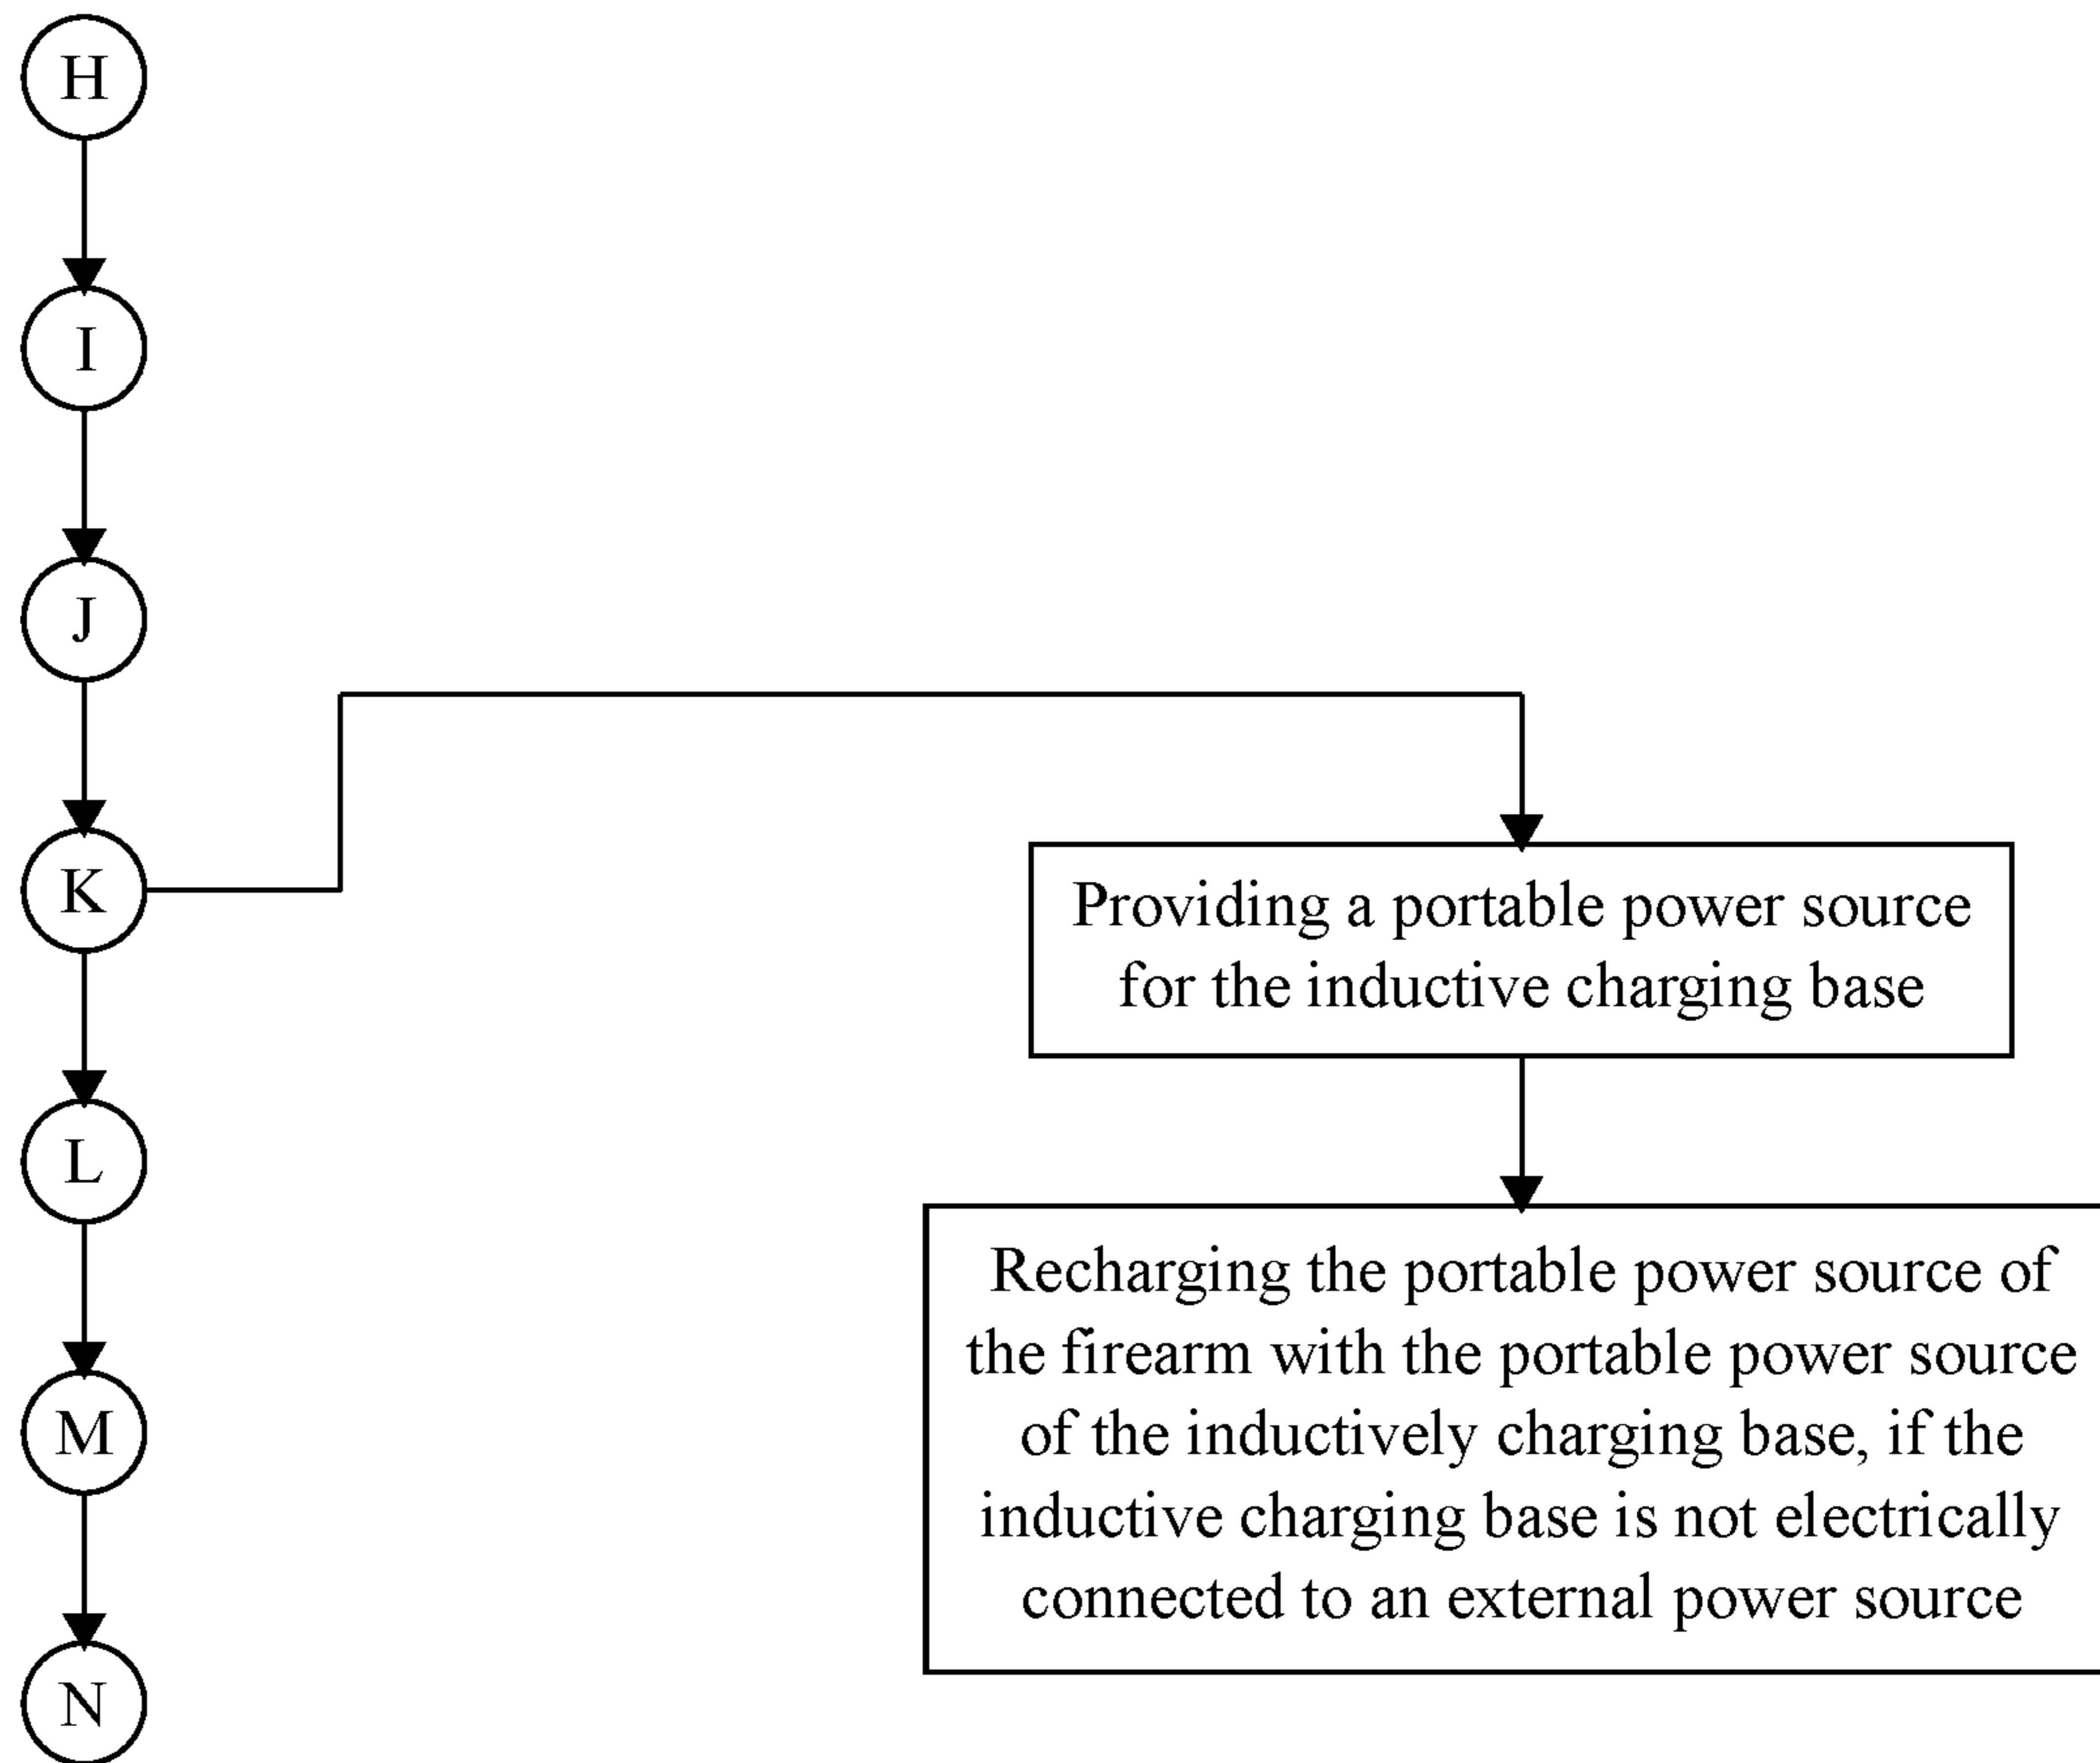 H
I
J
K
Providing a portable power source
for the inductive charging base
L
Recharging the portable power source of
the firearm with the portable power source
of the inductively charging base, if the
inductive charging base is not electrically
connected to an external power source
M
N